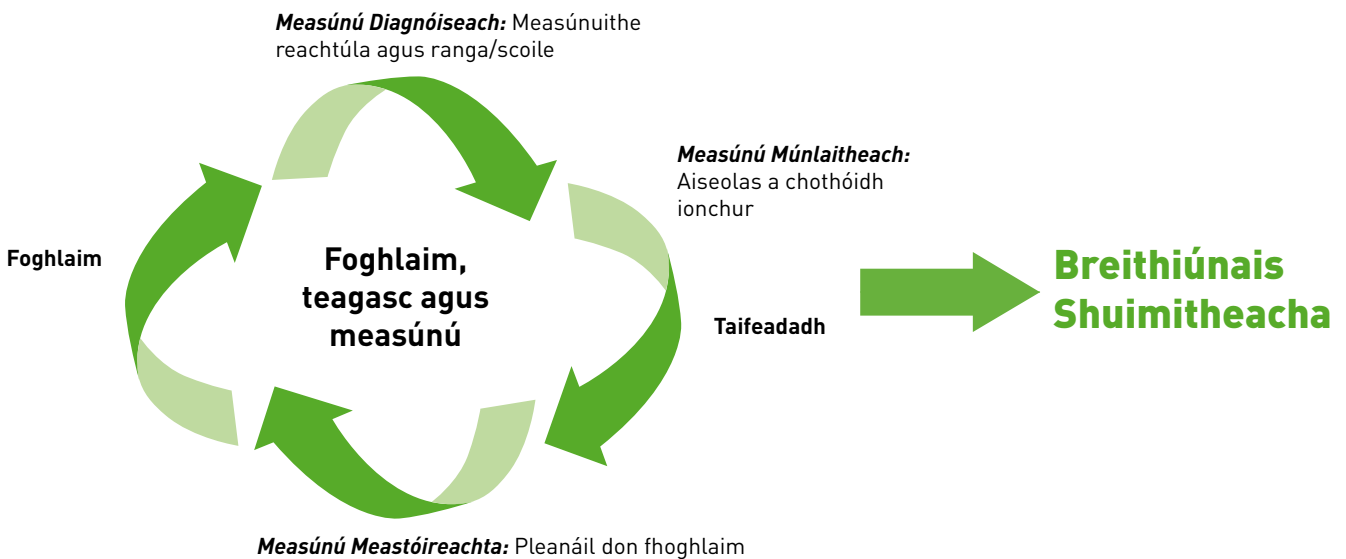 Measúnú Diagnóiseach: Measúnuithe
reachtúla agus ranga/scoile
Measúnú Múnlaitheach:
Aiseolas a chothóidh
ionchur
Foghlaim
Foghlaim,
teagasc agus
measúnú
Taifeadadh
Breithiúnais
Shuimitheacha
Measúnú Meastóireachta: Pleanáil don fhoghlaim